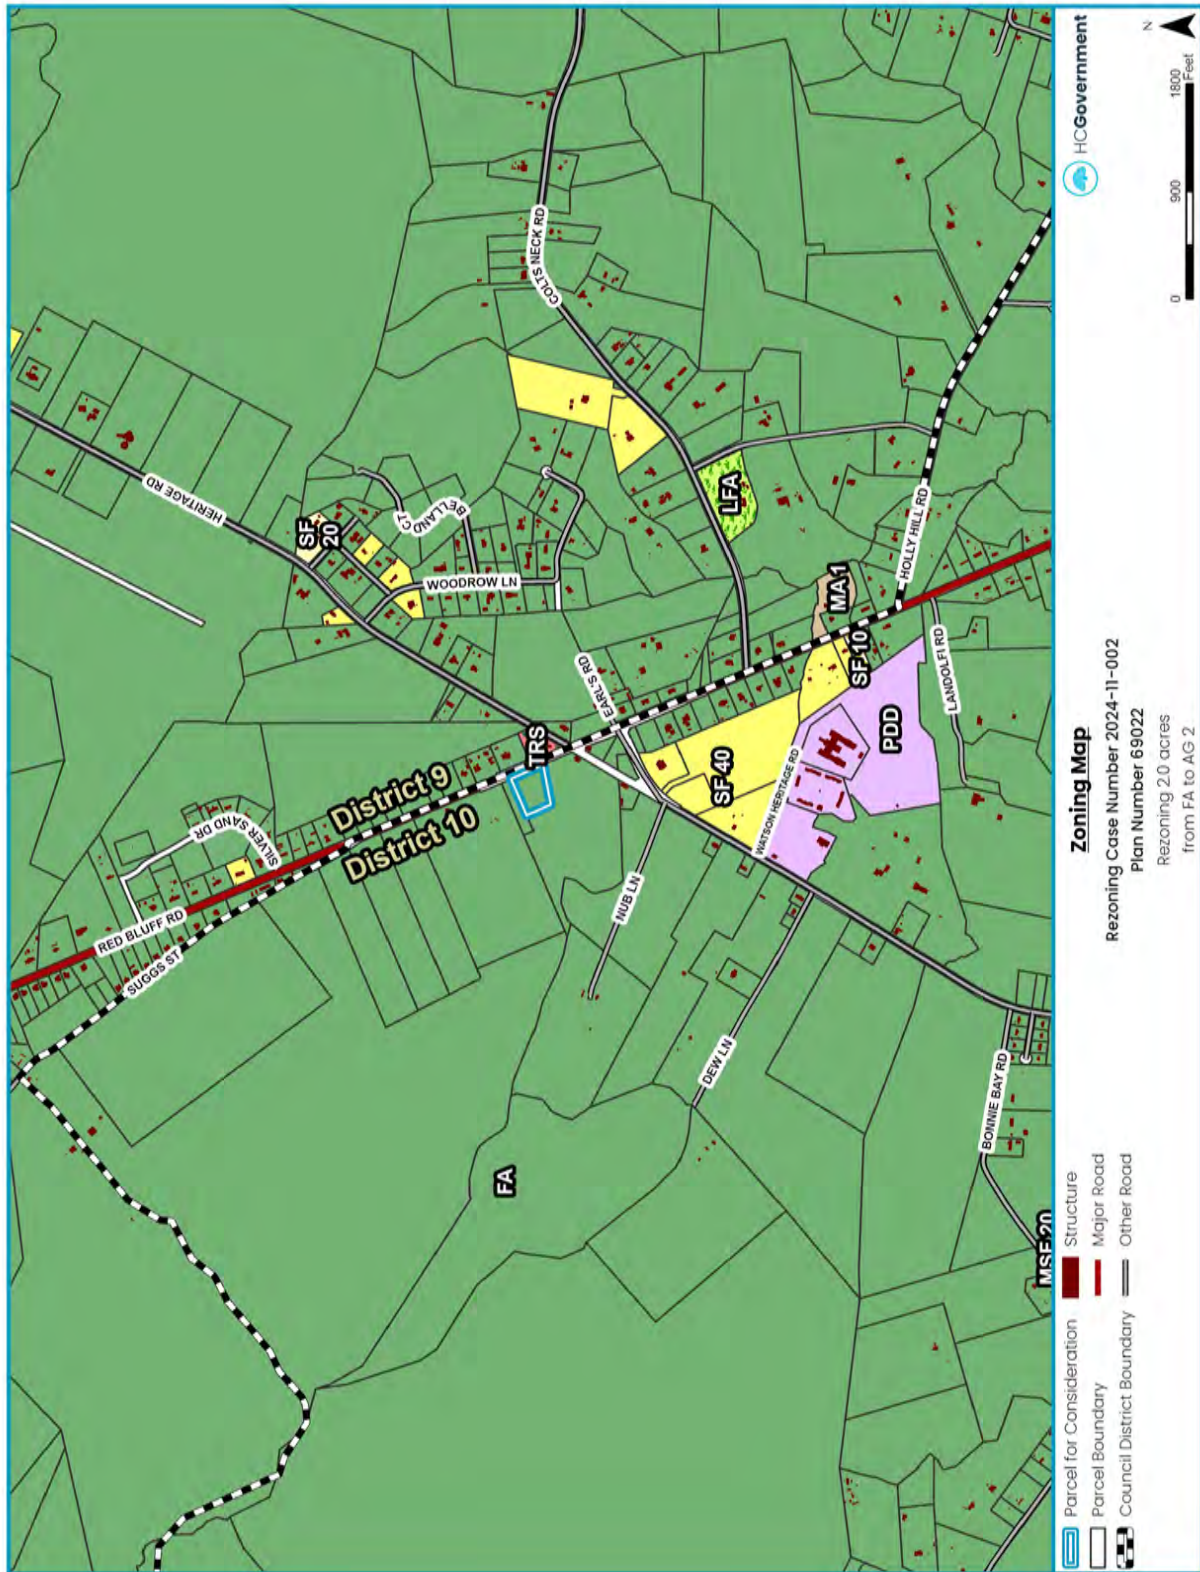 HERITAGE RD
COLTS NECK RD
SF
20
BELLAND CT
WOODROW LN
LFA
EARL'S RD
MA 1
HOLLY HILL RD
SF 10
LANDOLFI RD
PDD
TRS
SF 40
WATSON HERITAGE RD
District 9
District 10
SILVER SAND DR
RED BLUFF RD
SUGGS ST
NUB LN
DEW LN
FA
BONNIE BAY RD
MSF 20
Parcel for Consideration
Parcel Boundary
Council District Boundary
Structure
Major Road
Other Road
Zoning Map
Rezoning Case Number 2024-11-002
Plan Number 69022
Rezoning 2.0 acres
from FA to AG 2
HCGovernment
0 900 1800
Feet
N